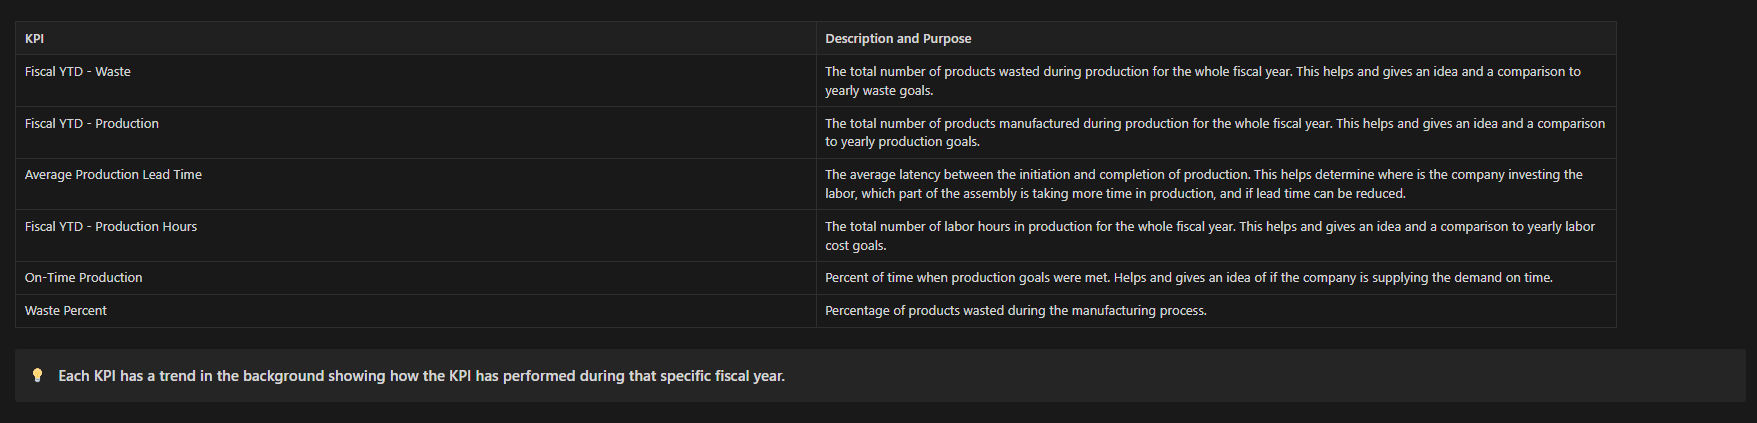 KPI
Description and Purpose
Fiscal YTD - Waste
The total number of products wasted during production for the whole fiscal year. This helps and gives an idea and a comparison to
yearly waste goals.
Fiscal YTD - Production
The total number of products manufactured during production for the whole fiscal year. This helps and gives an idea and a comparison
to yearly production goals.
Average Production Lead Time
The average latency between the initiation and completion of production. This helps determine where is the company investing the
labor, which part of the assembly is taking more time in production, and if lead time can be reduced.
Fiscal YTD - Production Hours
The total number of labor hours in production for the whole fiscal year. This helps and gives an idea and a comparison to yearly labor
cost goals.
On-Time Production
Percent of time when production goals were met. Helps and gives an idea of if the company is supplying the demand on time.
Waste Percent
Percentage of products wasted during the manufacturing process.
Each KPI has a trend in the background showing how the KPI has performed during that specific fiscal year.